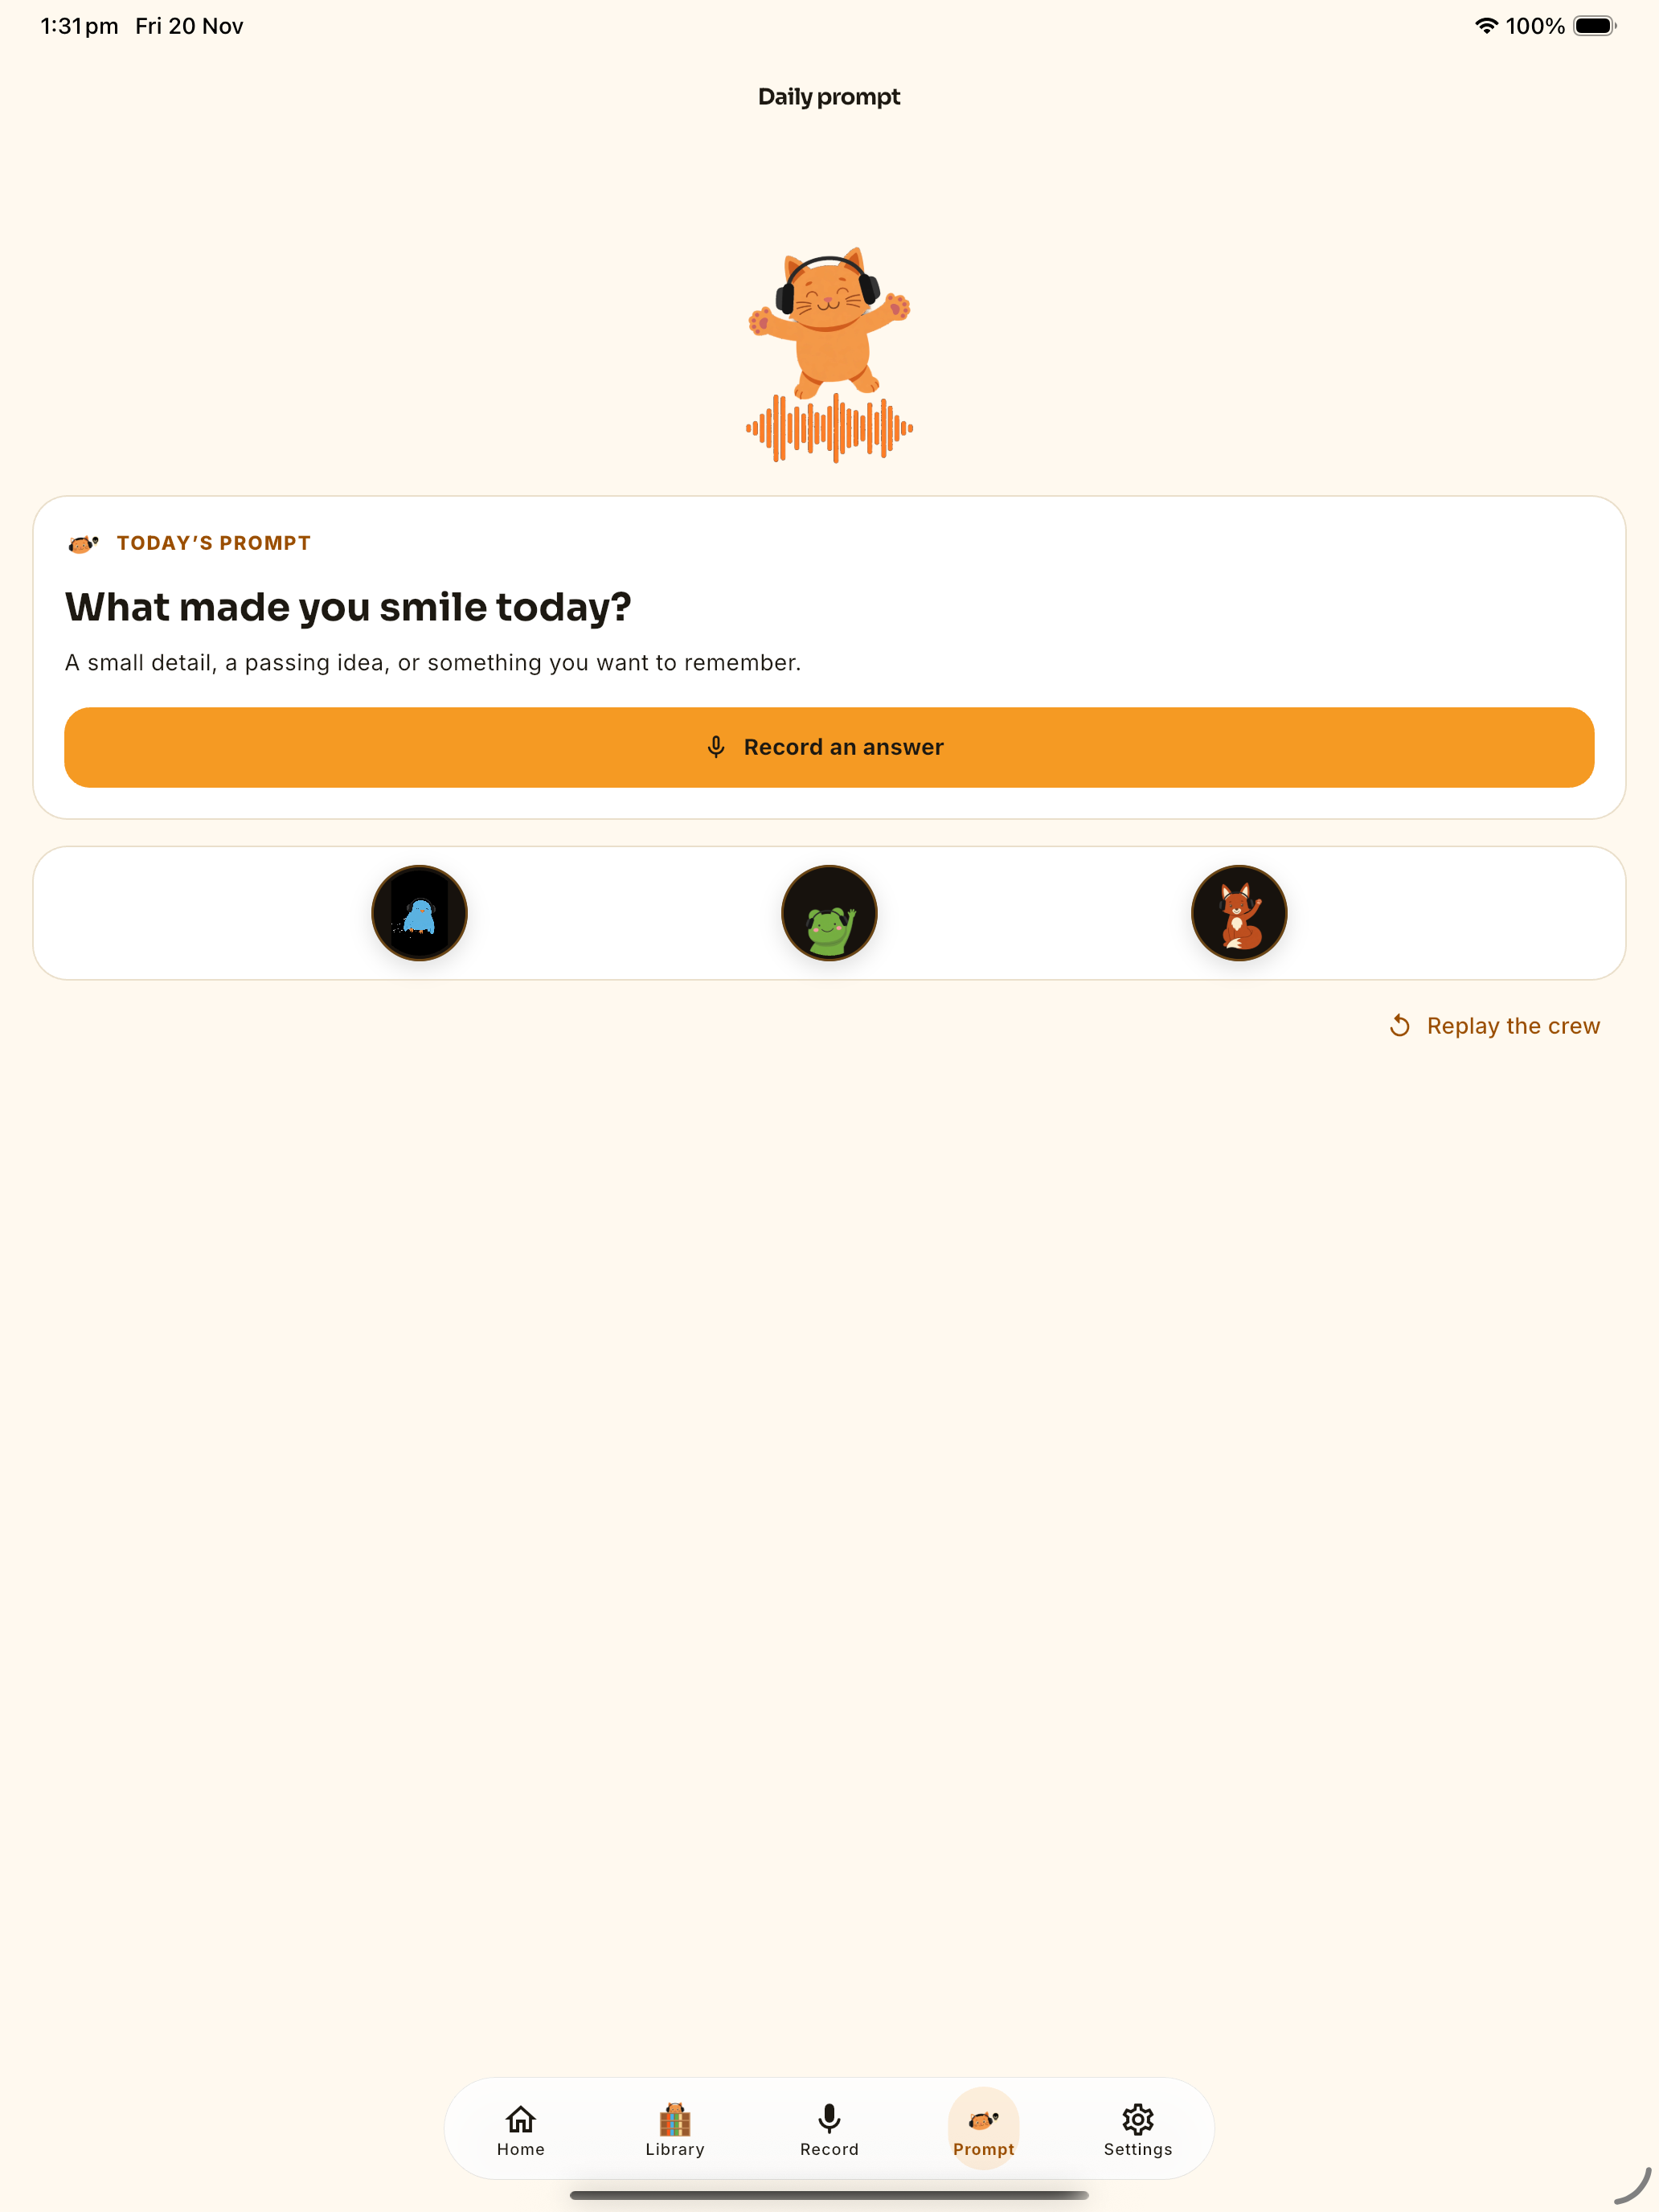 1:31 pm Fri 20 Nov
100%
Daily prompt
TODAY’S PROMPT
What made you smile today?
A small detail, a passing idea, or something you want to remember.
Record an answer
Replay the crew
Home
Library
Record
Prompt
Settings